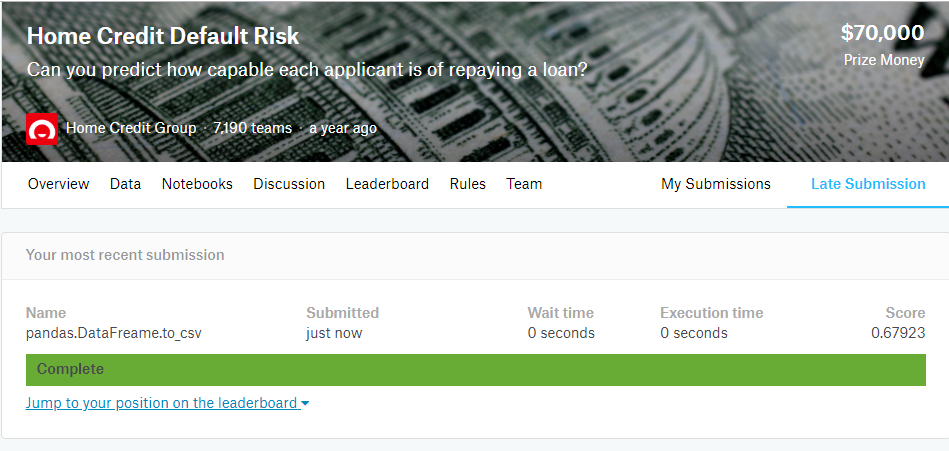 Home Credit Default Risk
$70,000
Can you predict how capable each applicant is of repaying a loan?
Prize Money
Home Credit Group · 7,190 teams · a year ago
Overview Data Notebooks Discussion Leaderboard Rules Team My Submissions Late Submission
Your most recent submission
Name Submitted Wait time Execution time Score
pandas.DataFreame.to_csv just now 0 seconds 0 seconds 0.67923
Complete
Jump to your position on the leaderboard